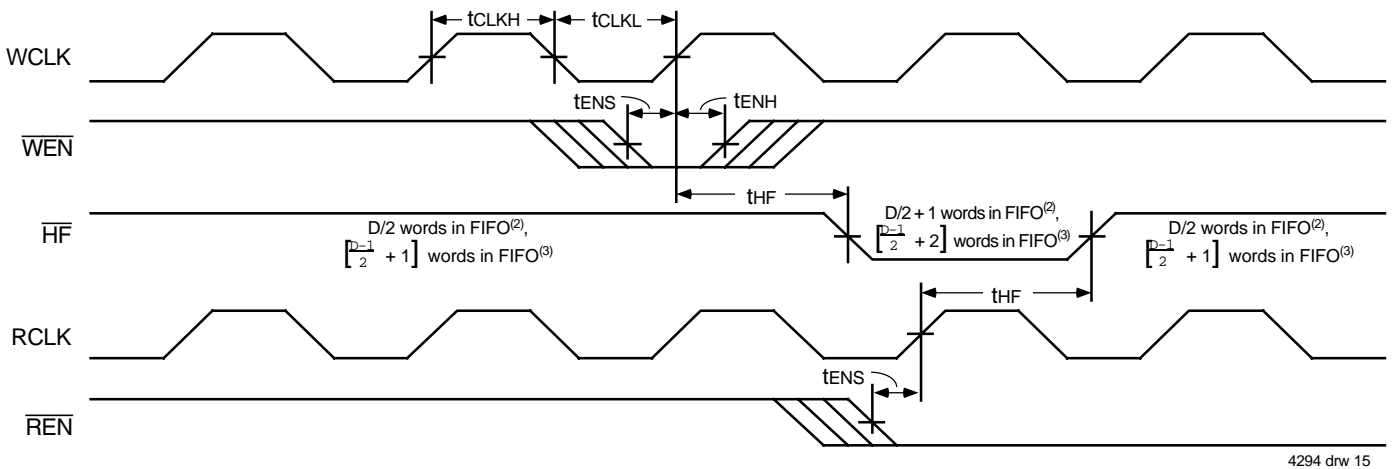 tCLKH
tCLKL
WCLK
tENS
tENH
WEN
tHF
HF
D/2 words in FIFO(2),
[D-1/2 + 1] words in FIFO(3)
D/2 + 1 words in FIFO(2),
[D-1/2 + 2] words in FIFO(3)
D/2 words in FIFO(2),
[D-1/2 + 1] words in FIFO(3)
tHF
RCLK
tENS
REN
4294 drw 15